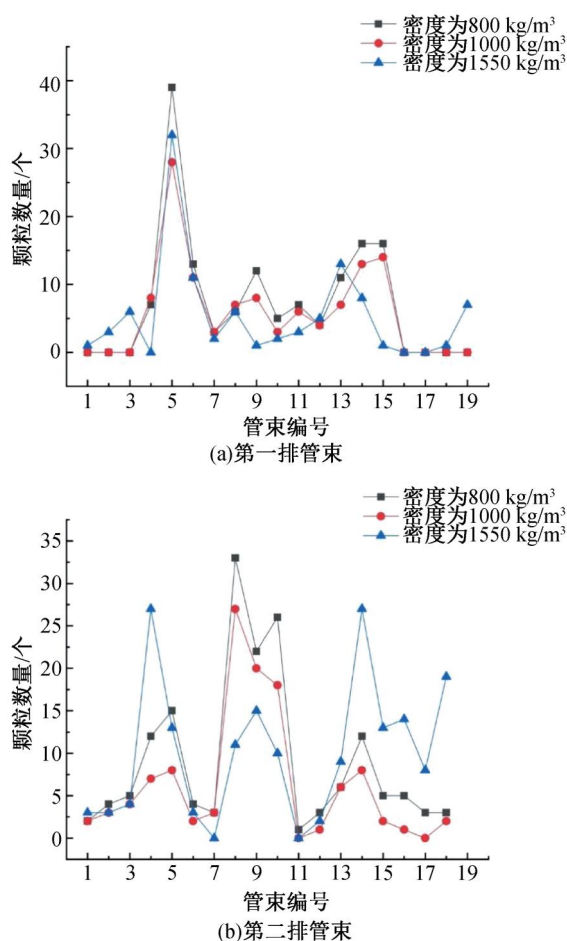 密度为800 kg/m³
密度为1000 kg/m³
密度为1550 kg/m³
40
30
20
10
0
颗粒数量/个
1 3 5 7 9 11 13 15 17 19
管束编号
(a)第一排管束
密度为800 kg/m³
密度为1000 kg/m³
密度为1550 kg/m³
35
30
25
20
15
10
5
0
颗粒数量/个
1 3 5 7 9 11 13 15 17 19
管束编号
(b)第二排管束